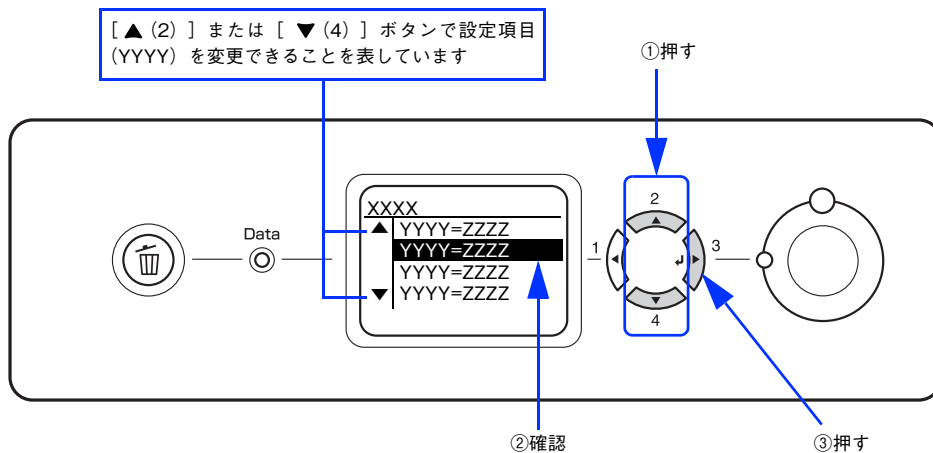 ［▲（2）］または［▼（4）］ボタンで設定項目
（YYYY）を変更できることを表しています
①押す
Data
XXXX
▲ YYYY=ZZZZ
YYYY=ZZZZ
YYYY=ZZZZ
▼ YYYY=ZZZZ
2
1
3
4
②確認
③押す